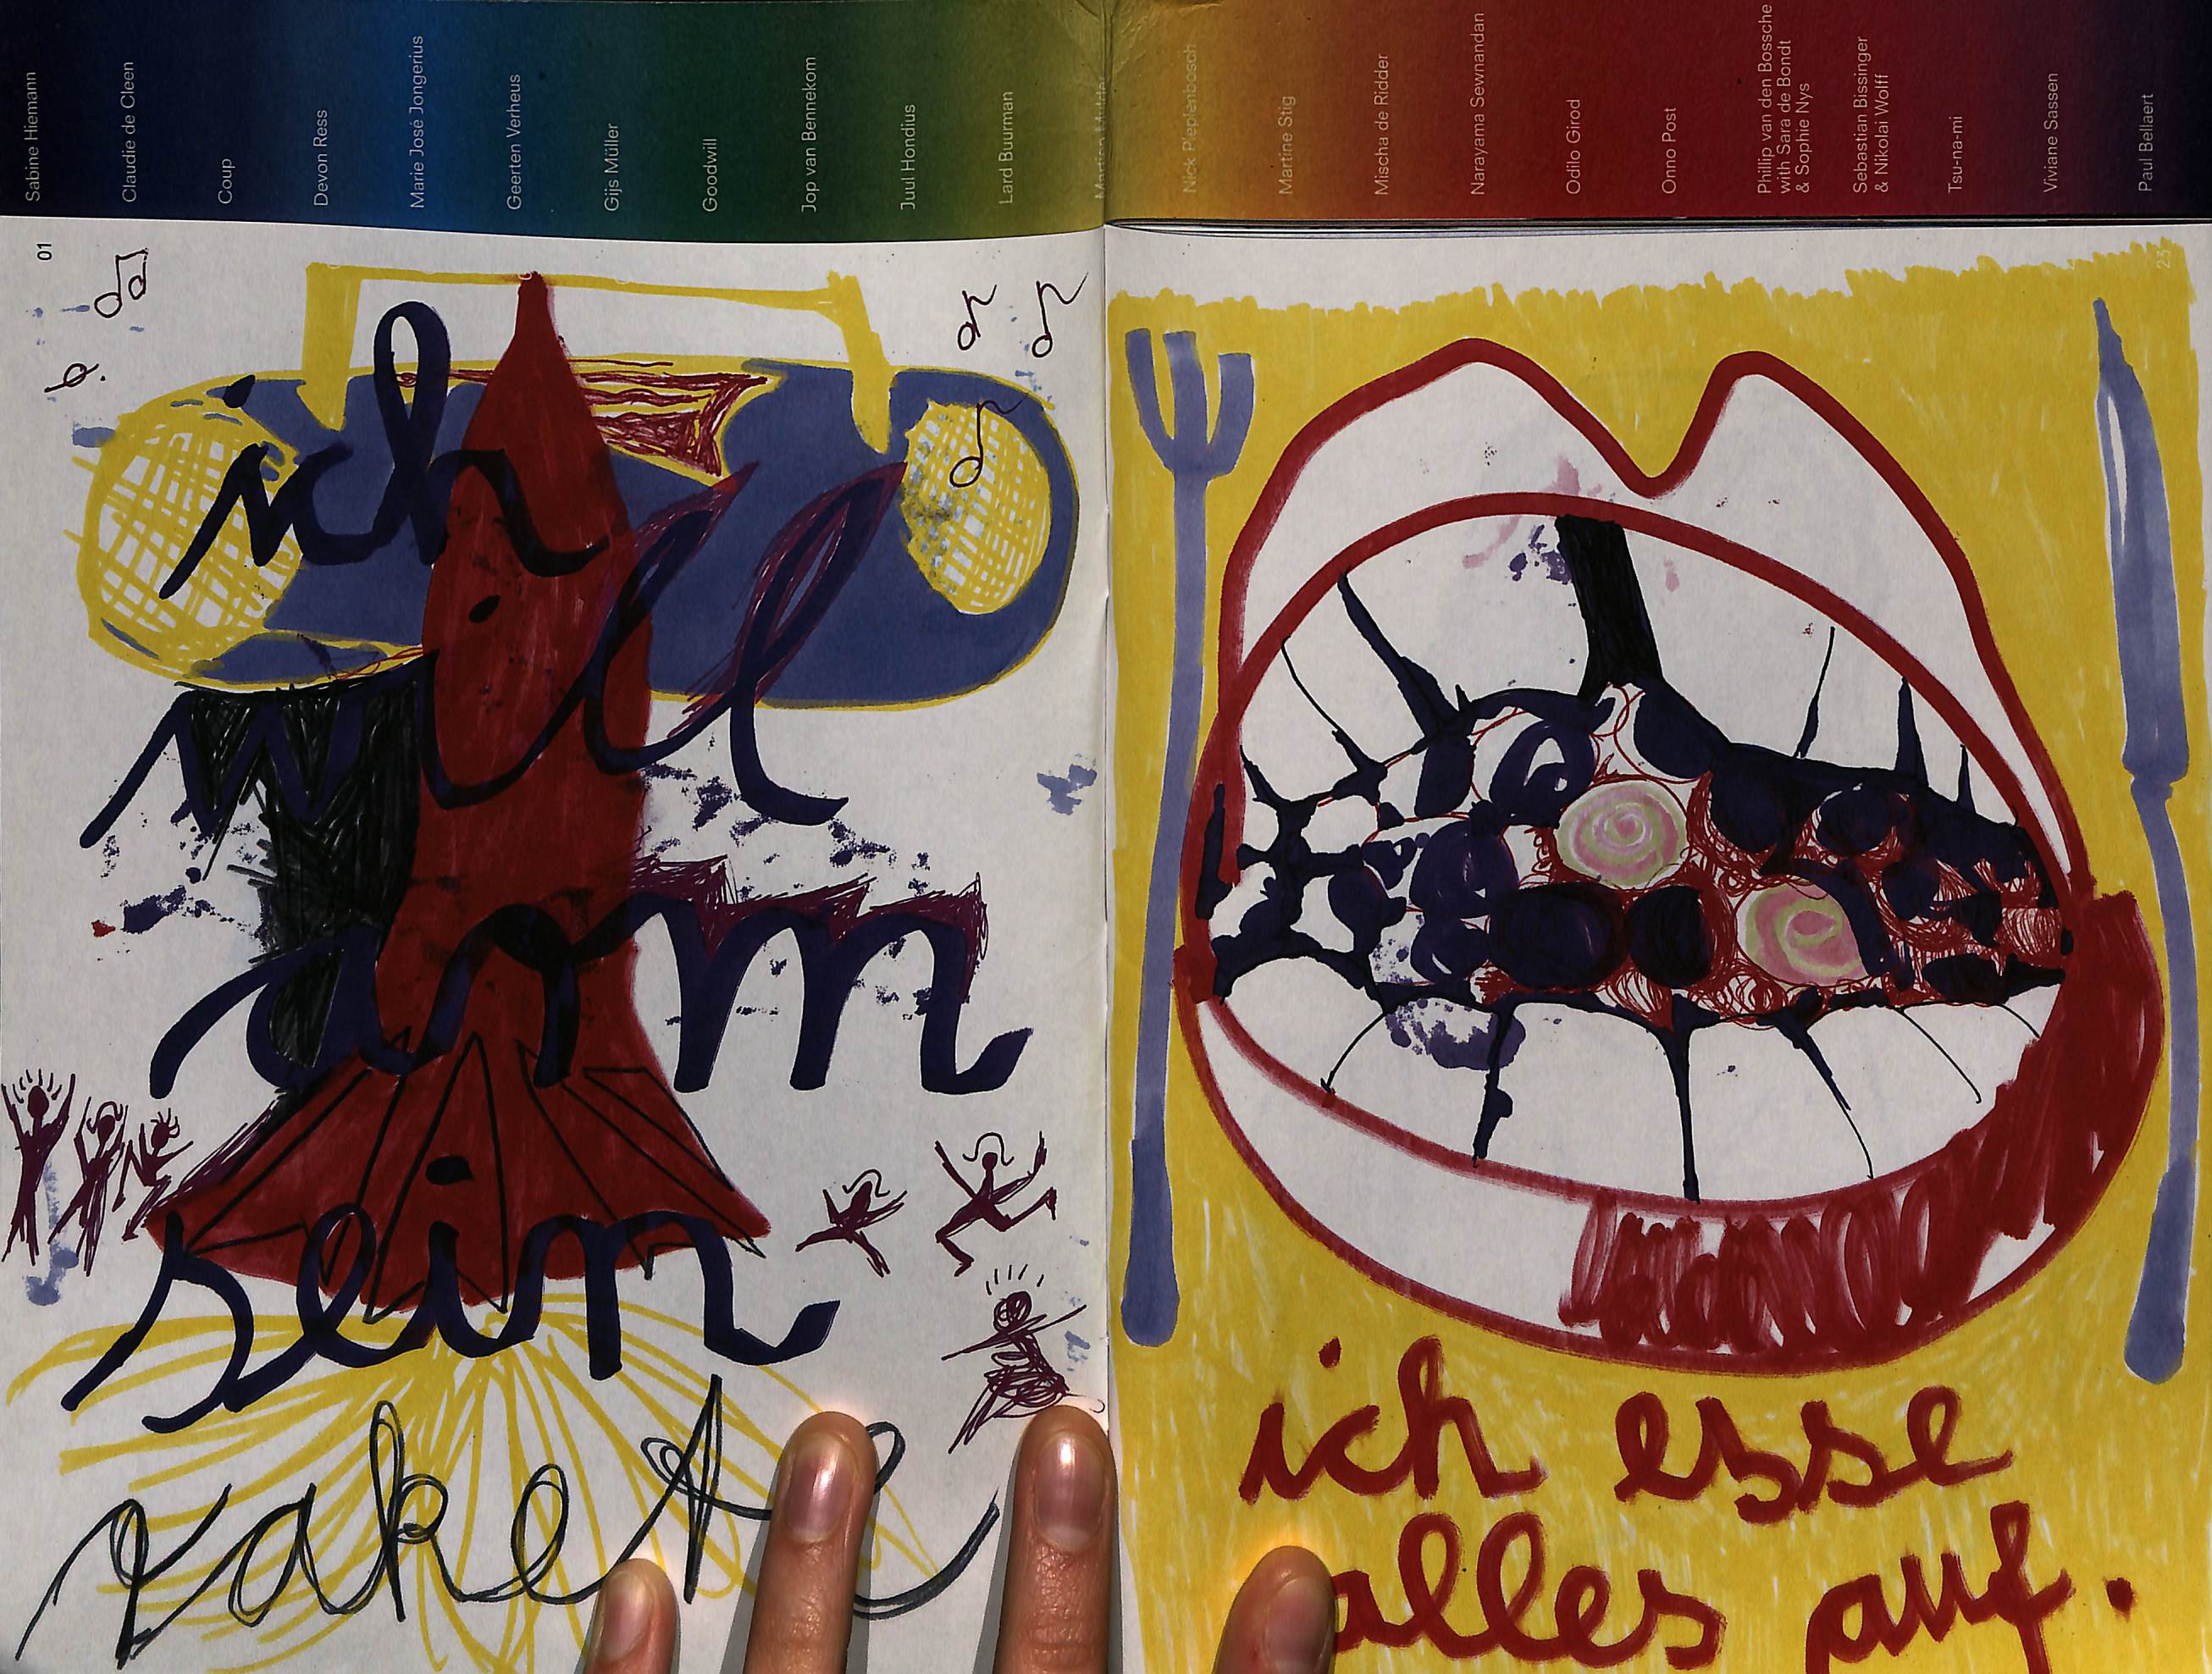 Sabine Hiemann
Claudie de Cleen
Coup
Devon Ress
Marie José Jongerius
Geerten Verheus
Gijs Müller
Goodwill
Jop van Bennekom
Juul Hondius
Lard Buurman
Nick Piepenbosch
Martine Stig
Mischa de Ridder
Narayama Sewnandan
Odilo Girod
Onno Post
Phillip van den Bossche
with Sara de Bondt
& Sophie Nys
Sebastian Bissinger
& Nikolai Wolff
Tsu-na-mi
Viviane Sassen
Paul Bellaert
01
ich
will
arm
sein
rakete
23
ich esse
alles auf.